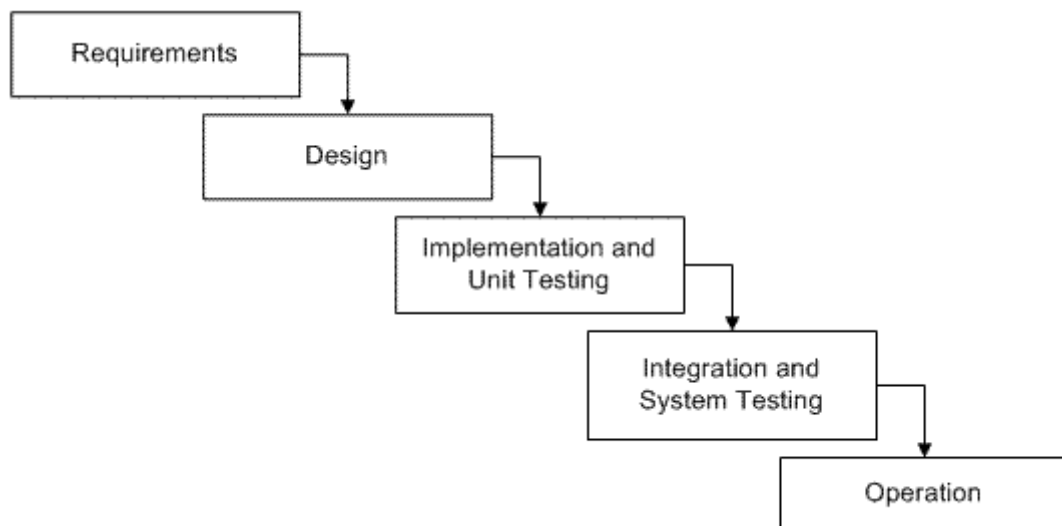 Requirements
Design
Implementation and
Unit Testing
Integration and
System Testing
Operation